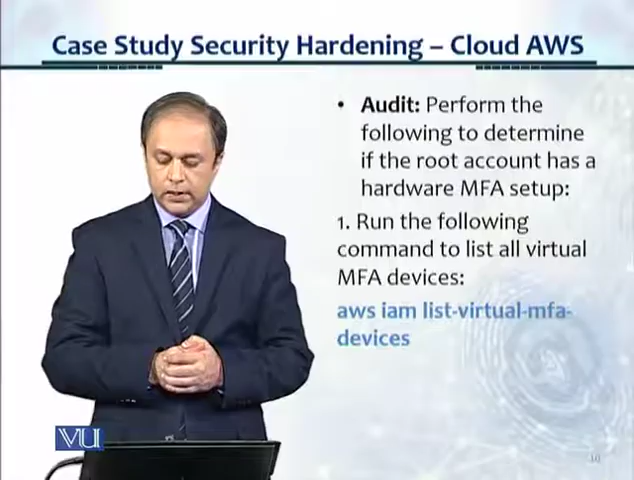 Case Study Security Hardening – Cloud AWS
• Audit: Perform the
following to determine
if the root account has a
hardware MFA setup:
1. Run the following
command to list all virtual
MFA devices:
aws iam list-virtual-mfa-
devices
VU
10